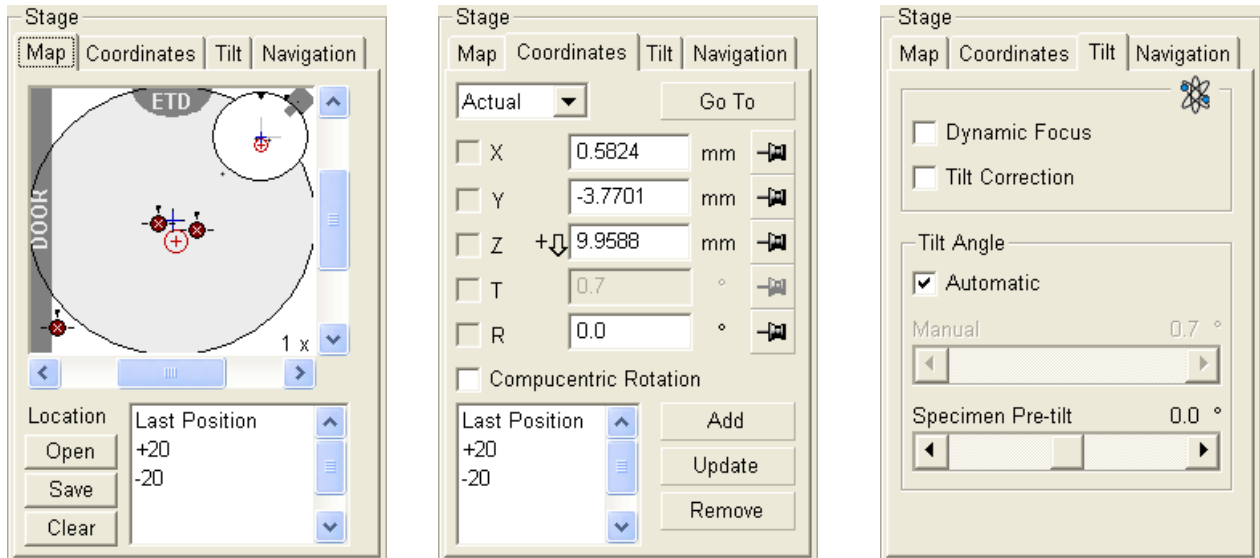 Stage
Map Coordinates Tilt Navigation
ETD
DOOR
1 x
Location
Open
Save
Clear
Last Position
+20
-20
Stage
Map Coordinates Tilt Navigation
Actual Go To
X 0.5824 mm
Y -3.7701 mm
Z + 9.9588 mm
T 0.7 °
R 0.0 °
Compucentric Rotation
Last Position
+20
-20
Add
Update
Remove
Stage
Map Coordinates Tilt Navigation
Dynamic Focus
Tilt Correction
Tilt Angle
Automatic
Manual 0.7 °
Specimen Pre-tilt 0.0 °